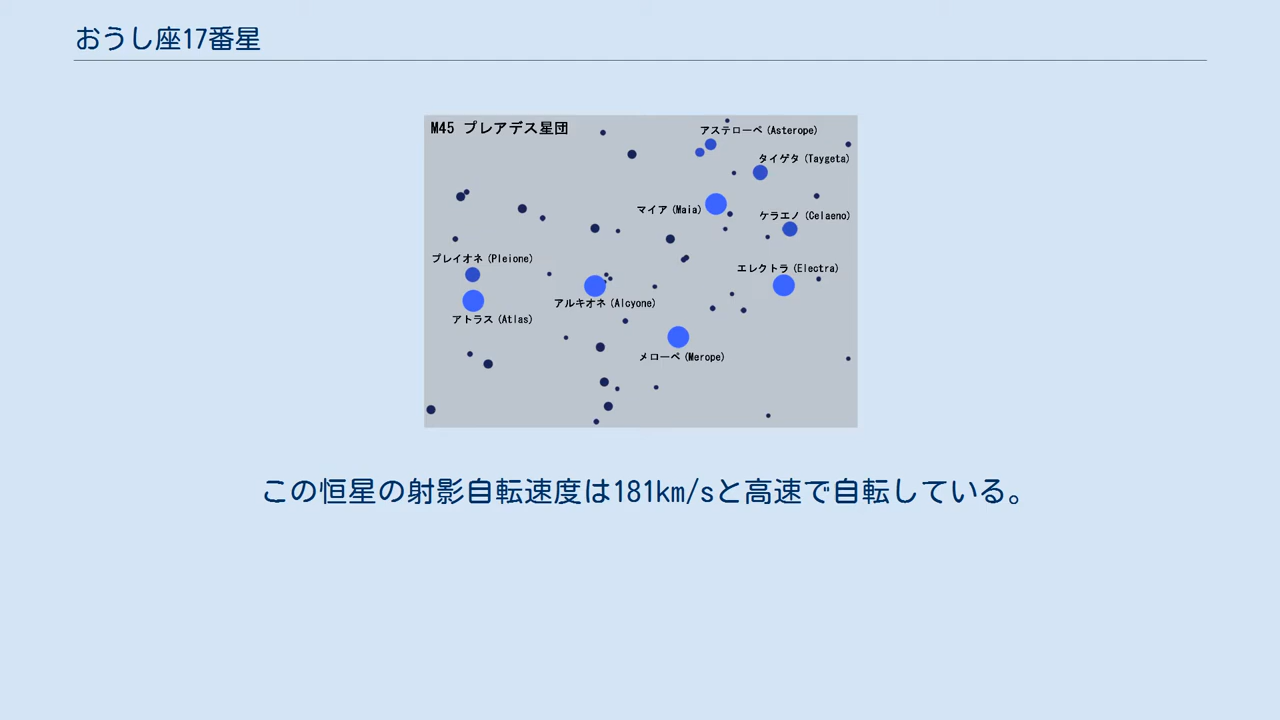 おうし座17番星
M45 プレアデス星団
アステローペ (Asterope)
タイゲタ (Taygeta)
マイア (Maia)
ケラエノ (Celaeno)
プレイオネ (Pleione)
エレクトラ (Electra)
アルキオネ (Alcyone)
アトラス (Atlas)
メローペ (Merope)
この恒星の射影自転速度は181km/sと高速で自転している。